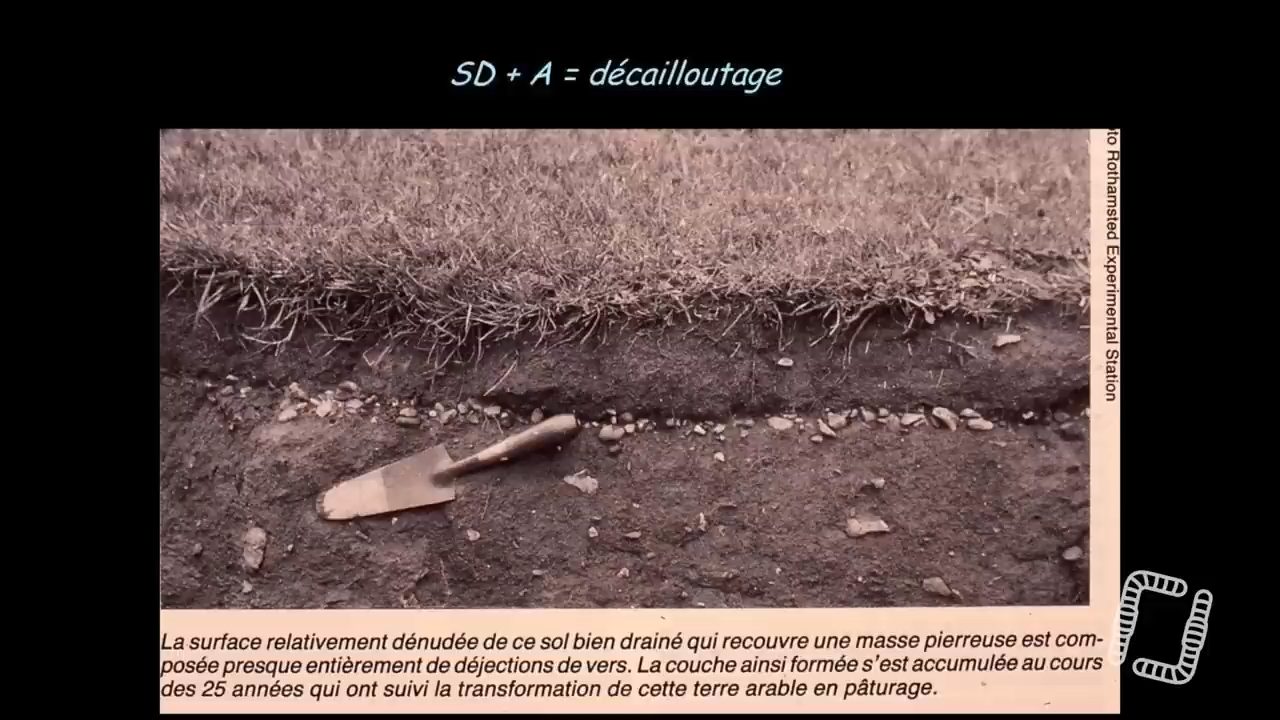 SD + A = décailloutage
to Rothamsted Experimental Station
La surface relativement dénudée de ce sol bien drainé qui recouvre une masse pierreuse est com-
posée presque entièrement de déjections de vers. La couche ainsi formée s'est accumulée au cours
des 25 années qui ont suivi la transformation de cette terre arable en pâturage.